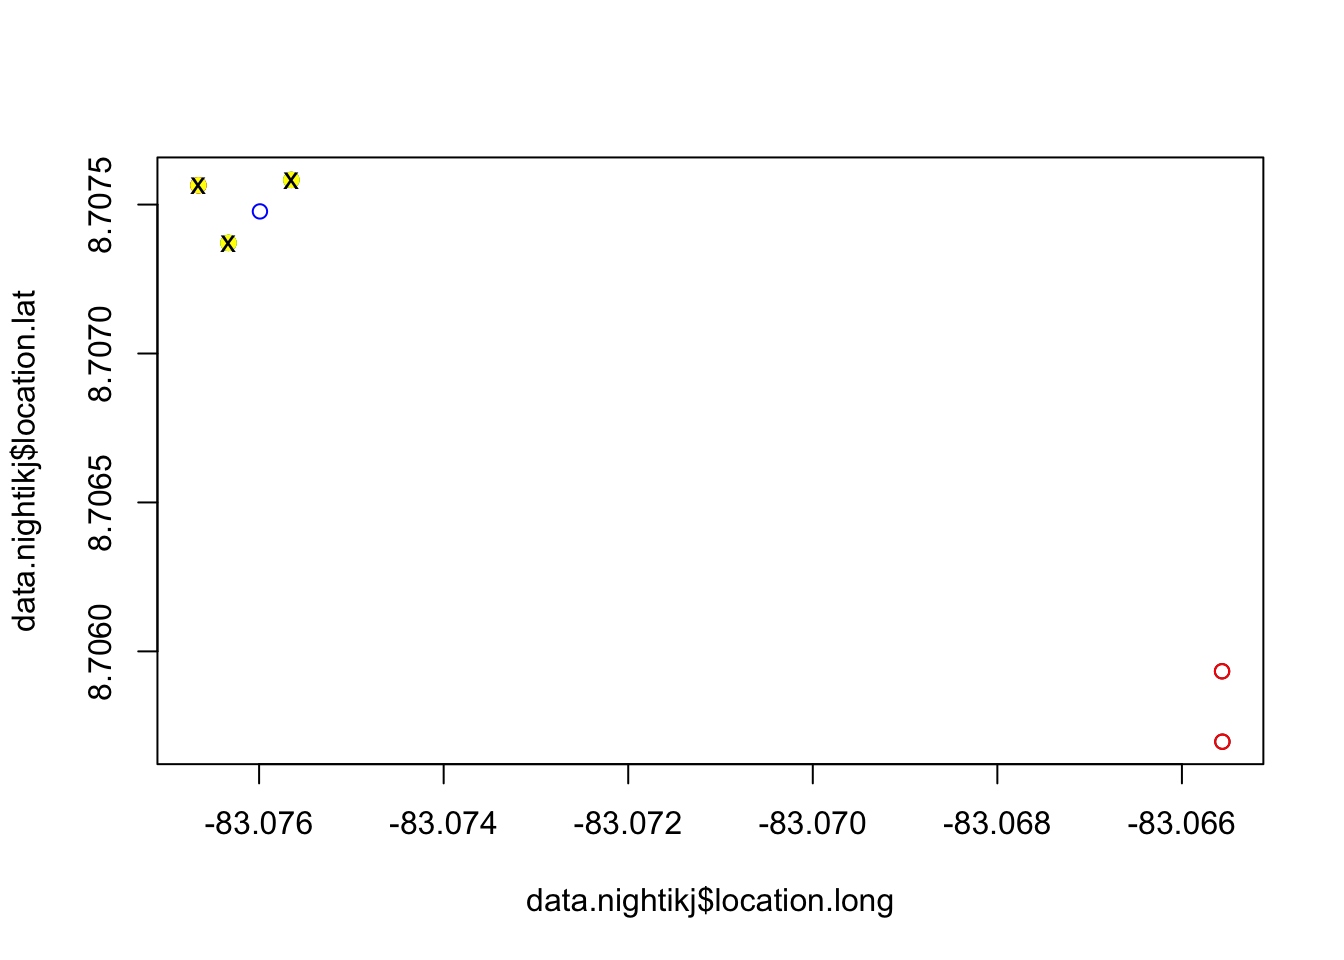 8.7075
8.7070
8.7065
8.7060
data.nightikj$location.lat
x
x
x
-83.076 -83.074 -83.072 -83.070 -83.068 -83.066
data.nightikj$location.long